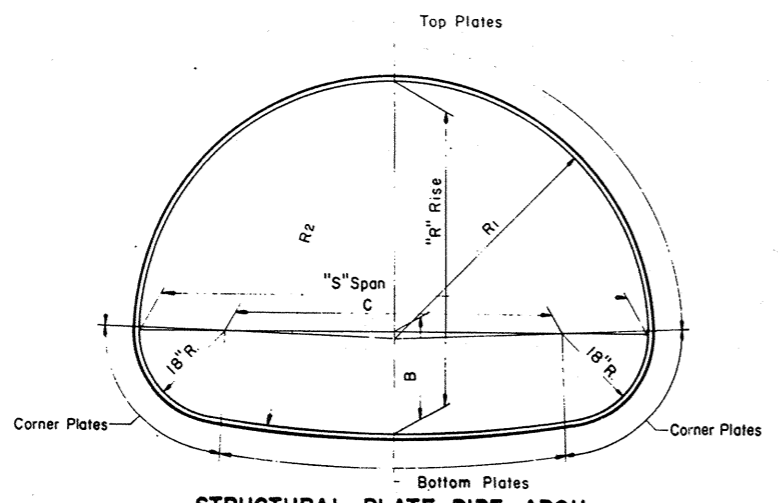 Top Plates
"R" Rise
R1
R2
"S" Span
C
18" R.
B
18" R.
Corner Plates
Corner Plates
Bottom Plates
STRUCTURAL PLATE PIPE ARCH